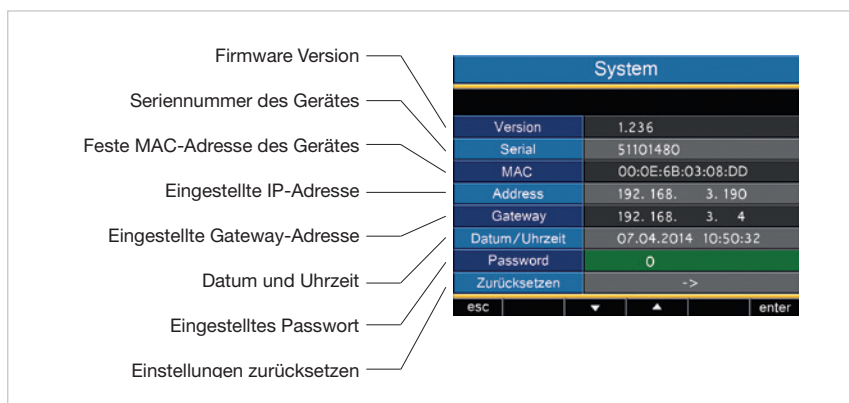 Firmware Version
Seriennummer des Gerätes
Feste MAC-Adresse des Gerätes
Eingestellte IP-Adresse
Eingestellte Gateway-Adresse
Datum und Uhrzeit
Eingestelltes Passwort
Einstellungen zurücksetzen
System
Version 1.236
Serial 51101480
MAC 00:0E:6B:03:08:DD
Address 192. 168. 3. 190
Gateway 192. 168. 3. 4
Datum/Uhrzeit 07.04.2014 10:50:32
Password 0
Zurücksetzen ->
esc ▼ ▲ enter